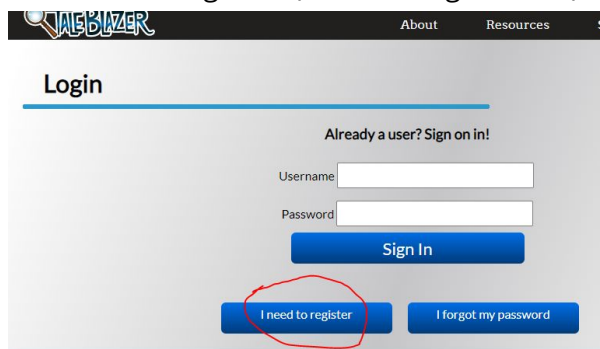 TALEBLAZER About Resources
Login
Already a user? Sign on in!
Username
Password
Sign In
I need to register I forgot my password